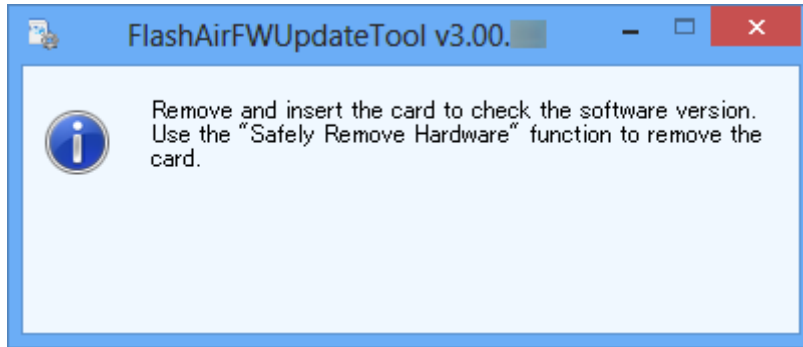 FlashAirFWUpdateTool v3.00.
Remove and insert the card to check the software version.
Use the "Safely Remove Hardware" function to remove the
card.